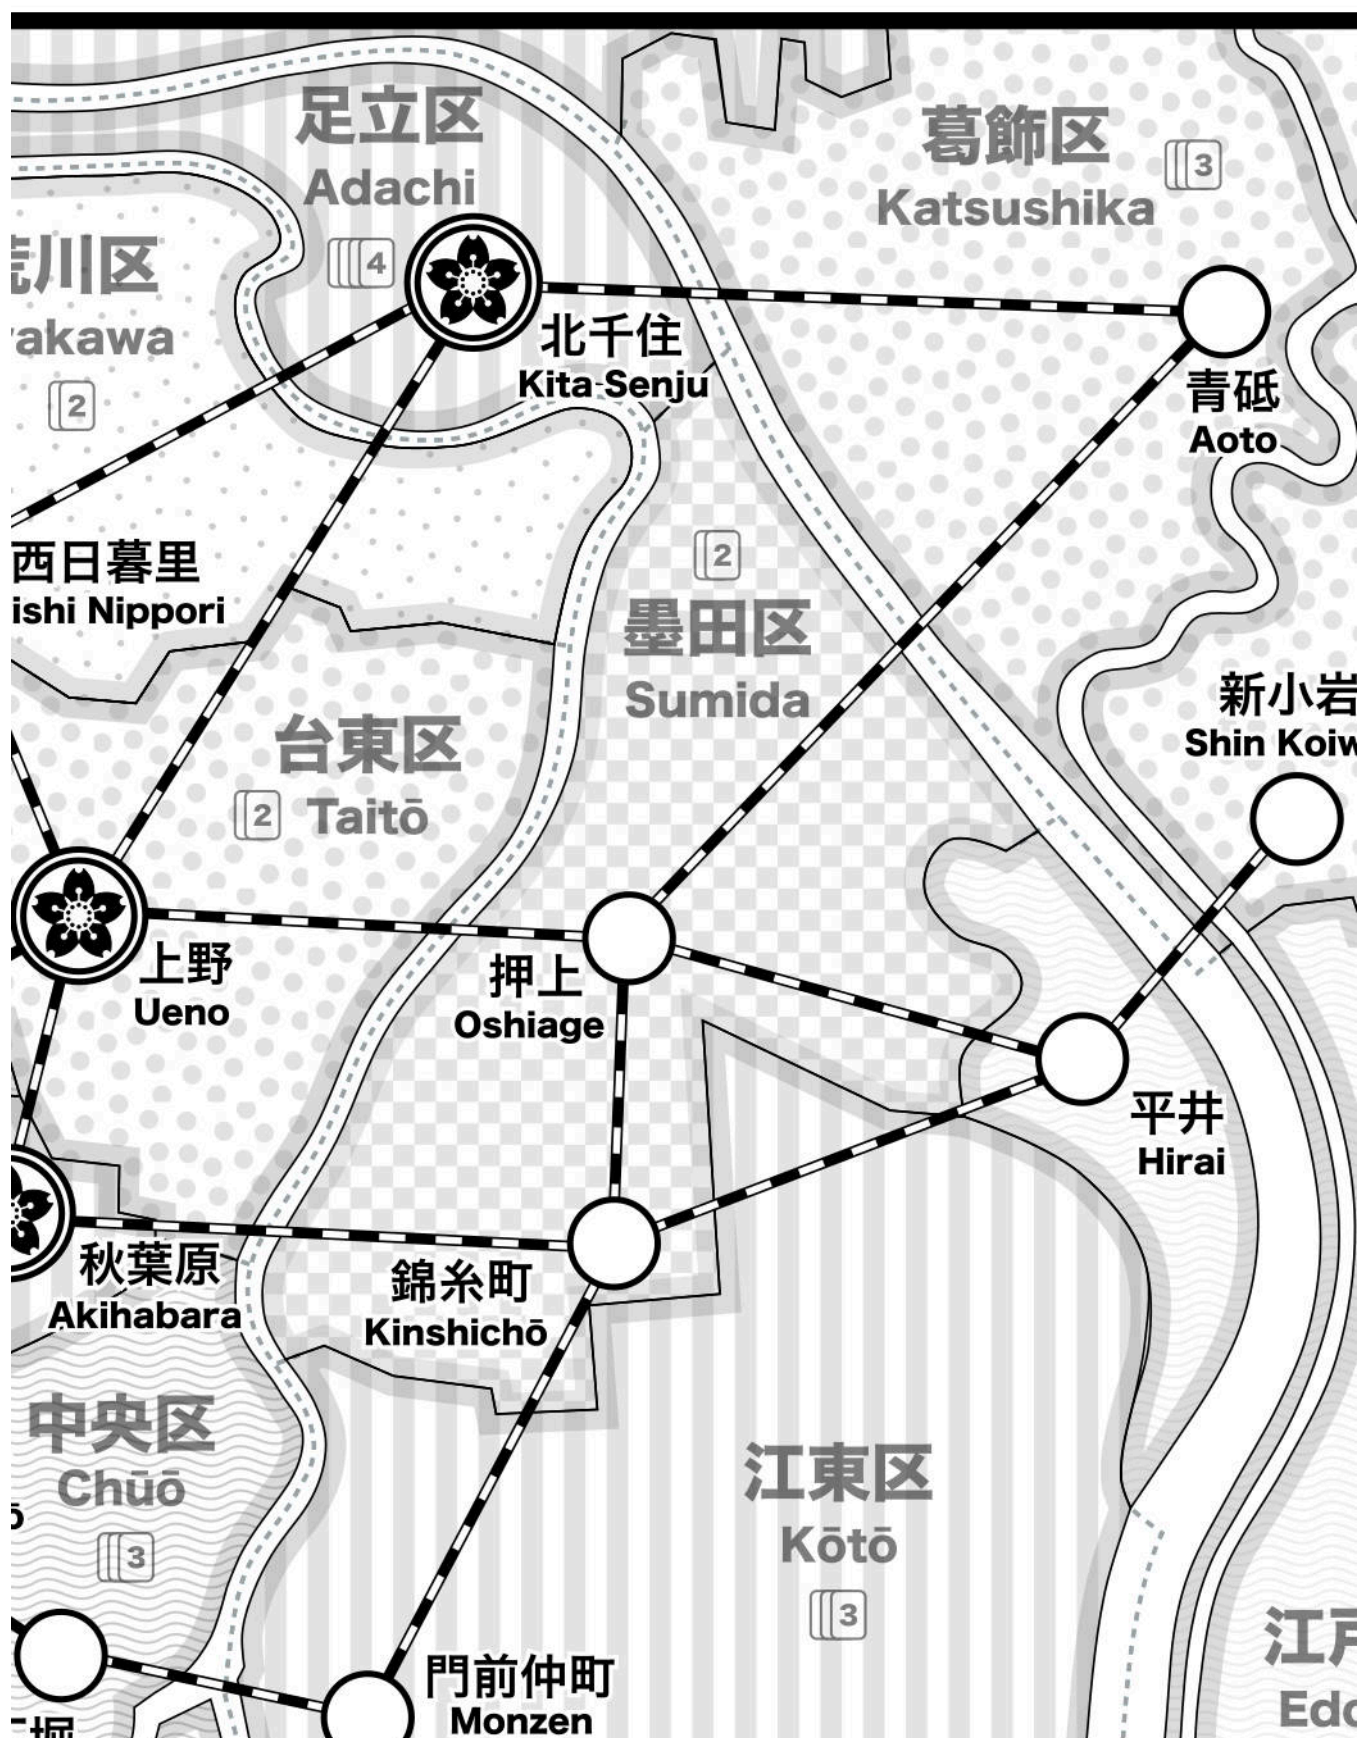 足立区
Adachi
4
葛飾区
Katsushika
3
荒川区
rakawa
2
北千住
Kita-Senju
青砥
Aoto
西日暮里
ishi Nippori
2
墨田区
Sumida
新小岩
Shin Koiw
台東区
Taitō
2
上野
Ueno
押上
Oshiage
平井
Hirai
秋葉原
Akihabara
錦糸町
Kinshichō
中央区
Chūō
3
ō
江東区
Kōtō
3
門前仲町
Monzen
江戸
Edo
堀